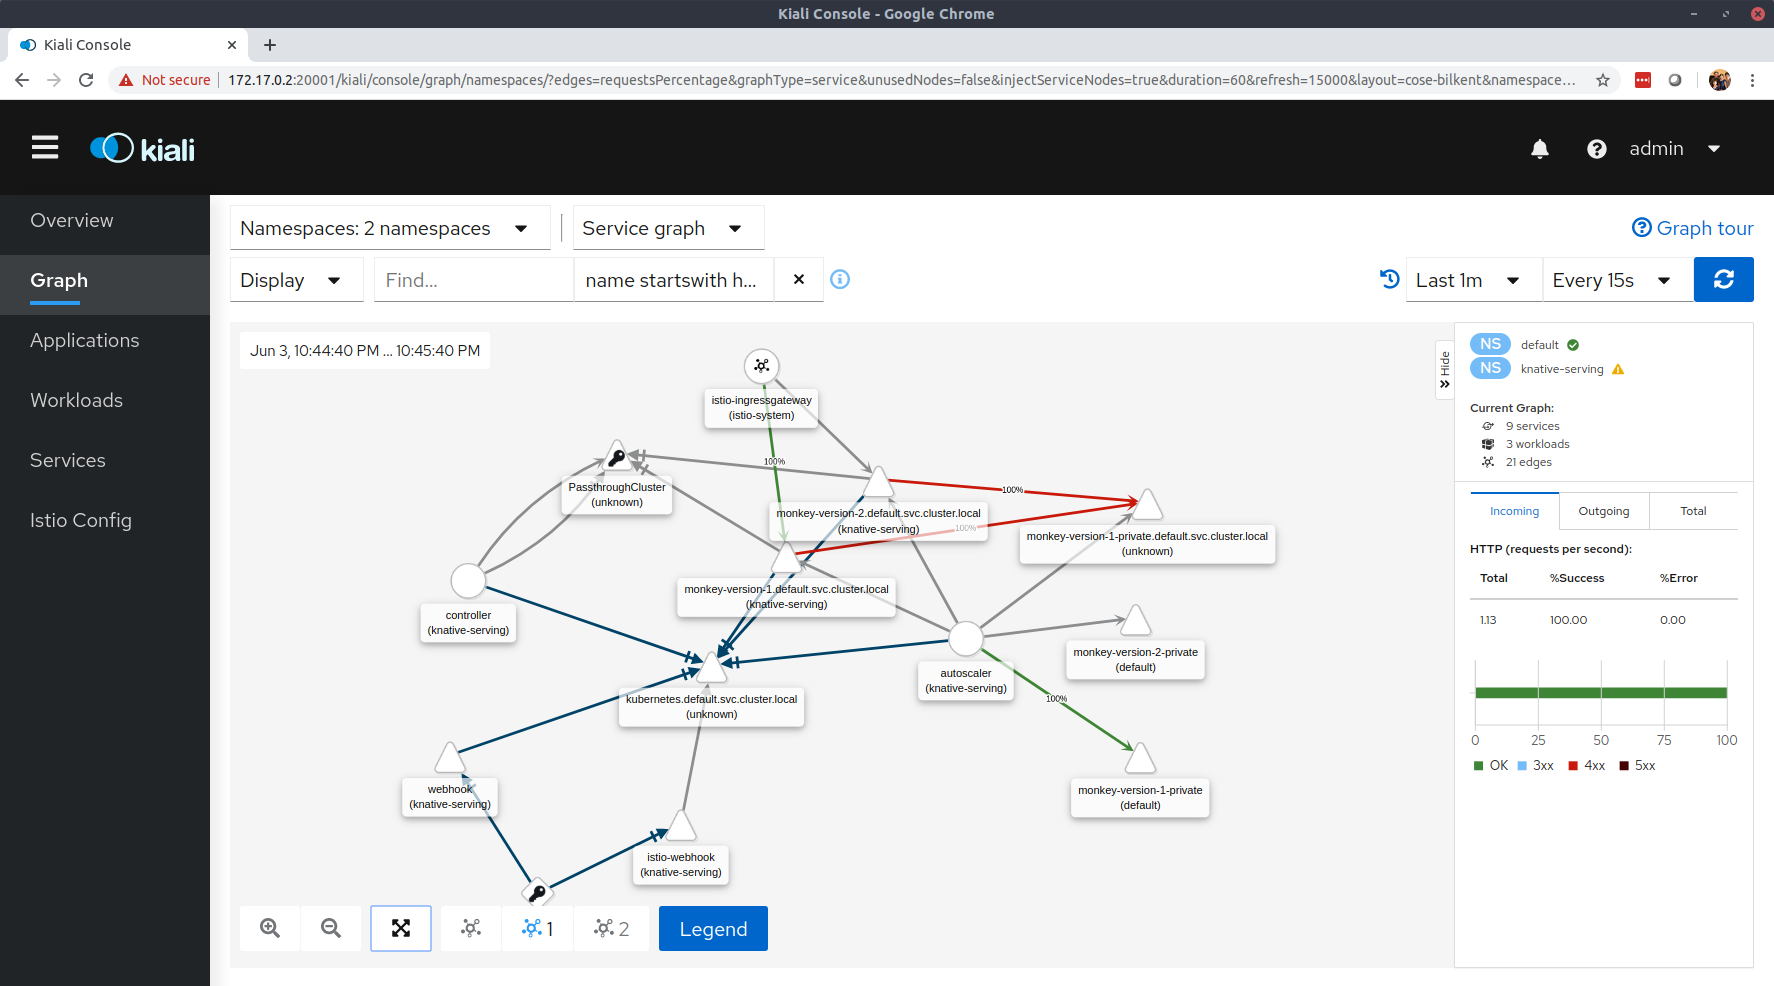 Kiali Console - Google Chrome
Kiali Console
Not secure
172.17.0.2:20001/kiali/console/graph/namespaces/?edges=requestsPercentage&graphType=service&unusedNodes=false&injectServiceNodes=true&duration=60&refresh=15000&layout=cose-bilkent&namespace...
kiali
admin
Overview
Graph
Applications
Workloads
Services
Istio Config
Namespaces: 2 namespaces
Service graph
Graph tour
Display
Find...
name startswith h...
Last 1m
Every 15s
Jun 3, 10:44:40 PM ... 10:45:40 PM
istio-ingressgateway
(istio-system)
100%
PassthroughCluster
(unknown)
100%
monkey-version-2.default.svc.cluster.local
(knative-serving)
100%
monkey-version-1-private.default.svc.cluster.local
(unknown)
monkey-version-1.default.svc.cluster.local
(knative-serving)
controller
(knative-serving)
monkey-version-2-private
(default)
autoscaler
(knative-serving)
kubernetes.default.svc.cluster.local
(unknown)
100%
webhook
(knative-serving)
monkey-version-1-private
(default)
istio-webhook
(knative-serving)
1
2
Legend
Hide
NS default
NS knative-serving
Current Graph:
9 services
3 workloads
21 edges
Incoming
Outgoing
Total
HTTP (requests per second):
Total %Success %Error
1.13 100.00 0.00
0 25 50 75 100
OK 3xx 4xx 5xx